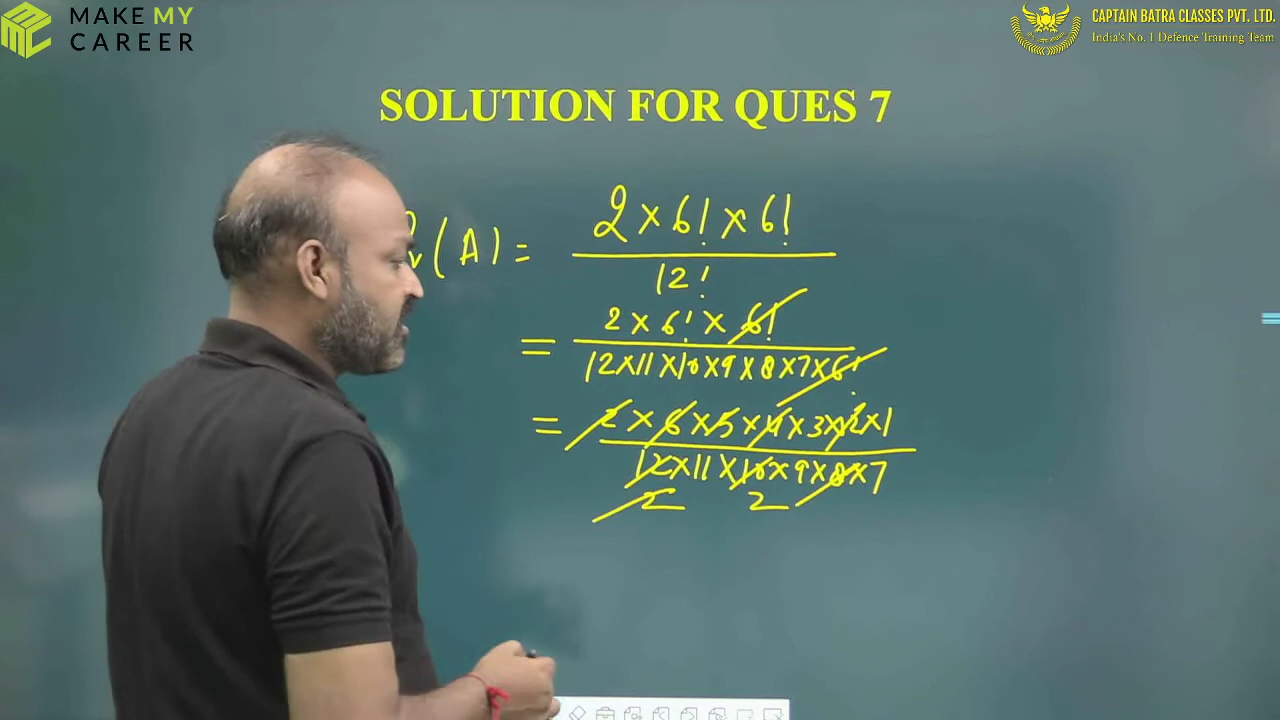 MAKE MY
CAREER
CAPTAIN BATRA CLASSES PVT. LTD.
India's No. 1 Defence Training Team
SOLUTION FOR QUES 7
(A) = 2 × 6! × 6!
12!
= 2 × 6! × 6!
12×11×10×9×8×7×6!
= 2 × 6 × 5 × 4 × 3 × 2 × 1
12×11×10×9×8×7
2 2